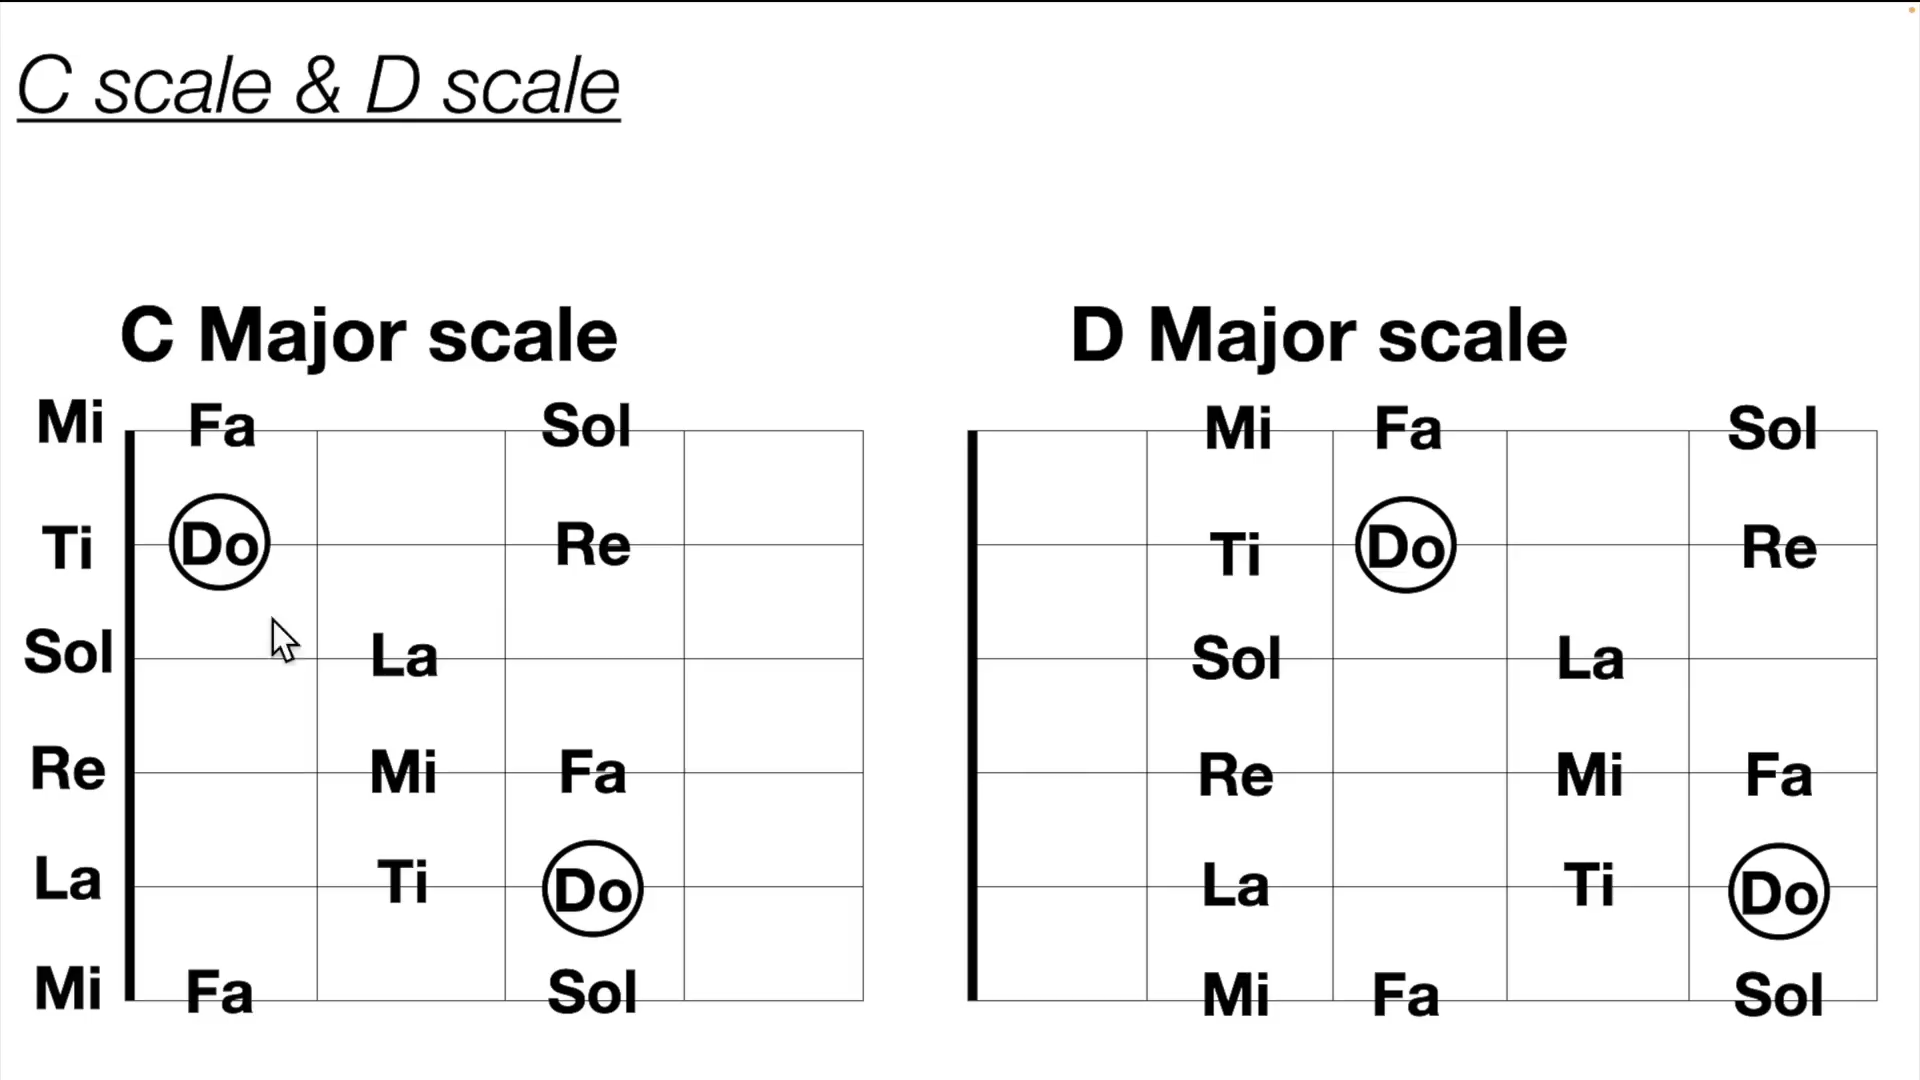 C scale & D scale
C Major scale
Mi Fa Sol
Ti Do Re
Sol La
Re Mi Fa
La Ti Do
Mi Fa Sol
D Major scale
Mi Fa Sol
Ti Do Re
Sol La
Re Mi Fa
La Ti Do
Mi Fa Sol